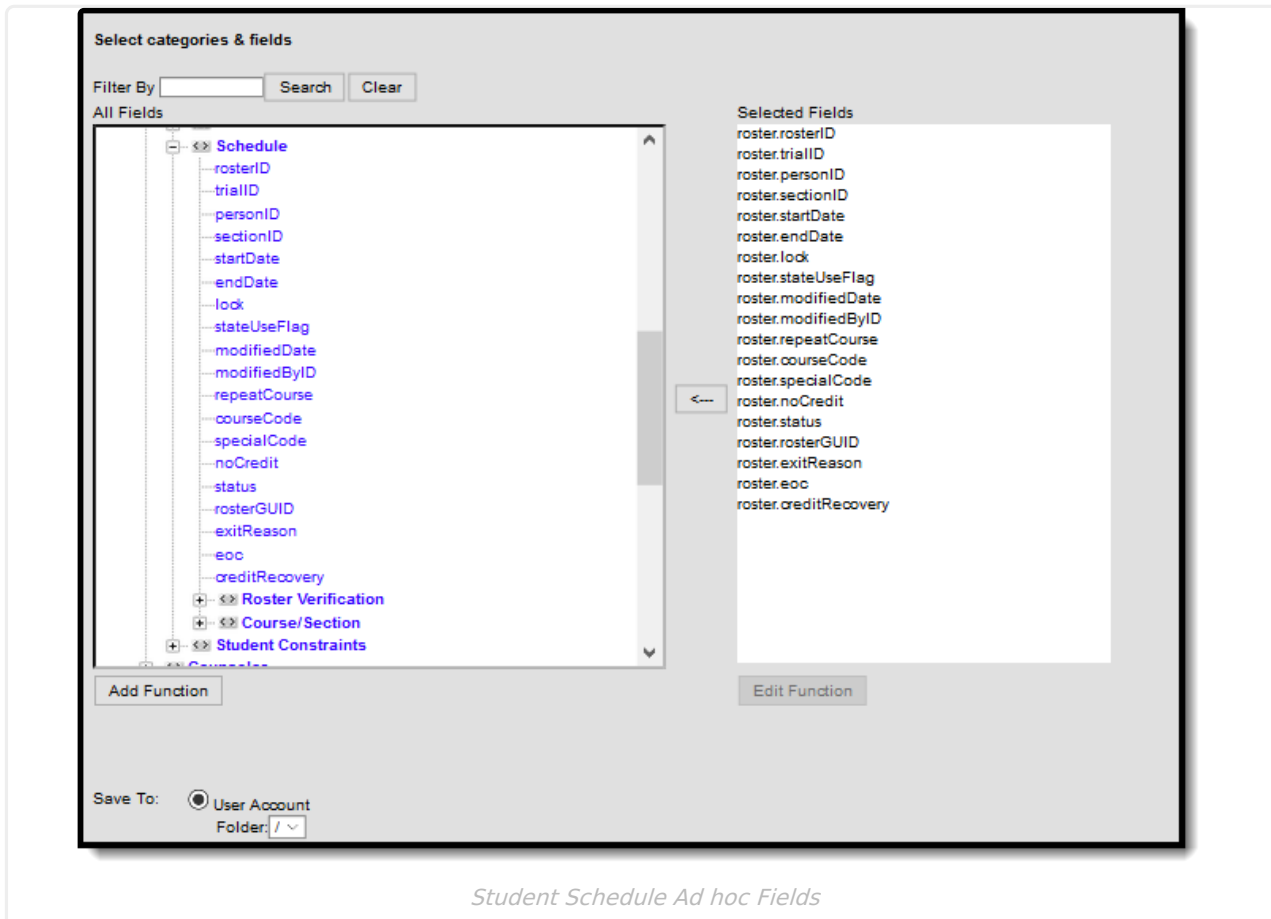 Select categories & fields
Filter By Search Clear
All Fields
Schedule
rosterID
trialID
personID
sectionID
startDate
endDate
lock
stateUseFlag
modifiedDate
modifiedByID
repeatCourse
courseCode
specialCode
noCredit
status
rosterGUID
exitReason
eoc
creditRecovery
Roster Verification
Course/Section
Student Constraints
Add Function
<---
Selected Fields
roster.rosterID
roster.trialID
roster.personID
roster.sectionID
roster.startDate
roster.endDate
roster.lock
roster.stateUseFlag
roster.modifiedDate
roster.modifiedByID
roster.repeatCourse
roster.courseCode
roster.specialCode
roster.noCredit
roster.status
roster.rosterGUID
roster.exitReason
roster.eoc
roster.creditRecovery
Edit Function
Save To: User Account
Folder: /
Student Schedule Ad hoc Fields